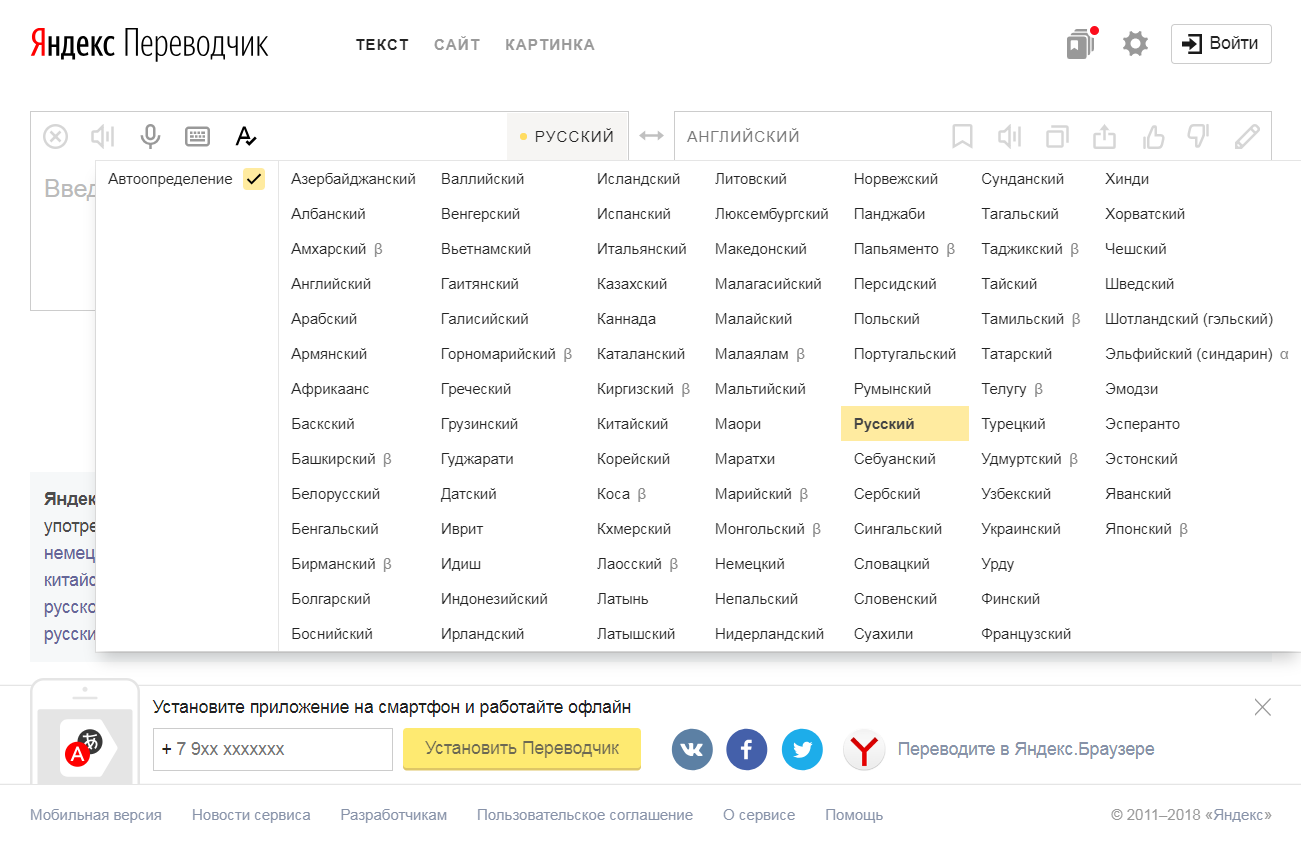 Яндекс Переводчик
ТЕКСТ САЙТ КАРТИНКА
Войти
РУССКИЙ
АНГЛИЙСКИЙ
Автоопределение
Азербайджанский Валлийский Исландский Литовский Норвежский Сунданский Хинди
Албанский Венгерский Испанский Люксембургский Панджаби Тагальский Хорватский
Амхарский β Вьетнамский Итальянский Македонский Папьяменто β Таджикский β Чешский
Английский Гаитянский Казахский Малагасийский Персидский Тайский Шведский
Арабский Галисийский Каннада Малайский Польский Тамильский β Шотландский (гэльский)
Армянский Горномарийский β Каталанский Малаялам β Португальский Татарский Эльфийский (синдарин) α
Африкаанс Греческий Киргизский β Мальтийский Румынский Телугу β Эмодзи
Баскский Грузинский Китайский Маори Русский Турецкий Эсперанто
Башкирский β Гуджарати Корейский Маратхи Себуанский Удмуртский β Эстонский
Белорусский Датский Коса β Марийский β Сербский Узбекский Яванский
Бенгальский Иврит Кхмерский Монгольский β Сингальский Украинский Японский β
Бирманский β Идиш Лаосский β Немецкий Словацкий Урду
Болгарский Индонезийский Латынь Непальский Словенский Финский
Боснийский Ирландский Латышский Нидерландский Суахили Французский
Введ
Яндек
употре
немец
китайс
русско
русски
Установите приложение на смартфон и работайте офлайн
+ 7 9xx xxxxxxx
Установить Переводчик
Переводите в Яндекс.Браузере
Мобильная версия Новости сервиса Разработчикам Пользовательское соглашение О сервисе Помощь © 2011–2018 «Яндекс»